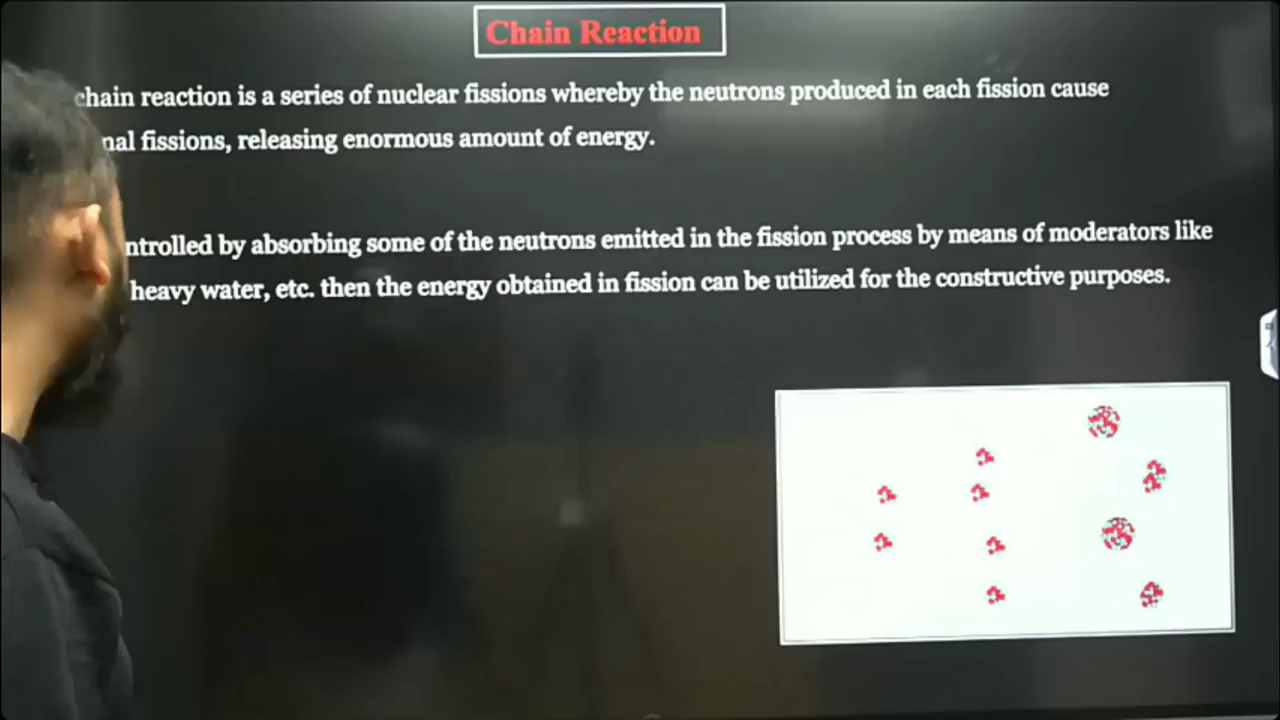 Chain Reaction
chain reaction is a series of nuclear fissions whereby the neutrons produced in each fission cause
fissions, releasing enormous amount of energy.
by absorbing some of the neutrons emitted in the fission process by means of moderators like
heavy water, etc. then the energy obtained in fission can be utilized for the constructive purposes.